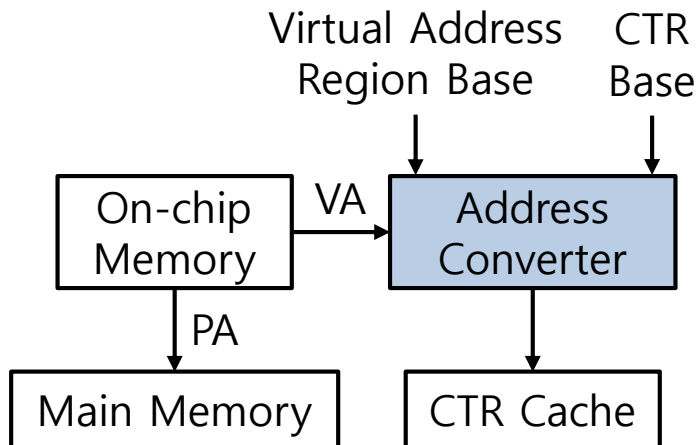 Virtual Address
Region Base
CTR
Base
On-chip
Memory
VA
Address
Converter
PA
Main Memory
CTR Cache